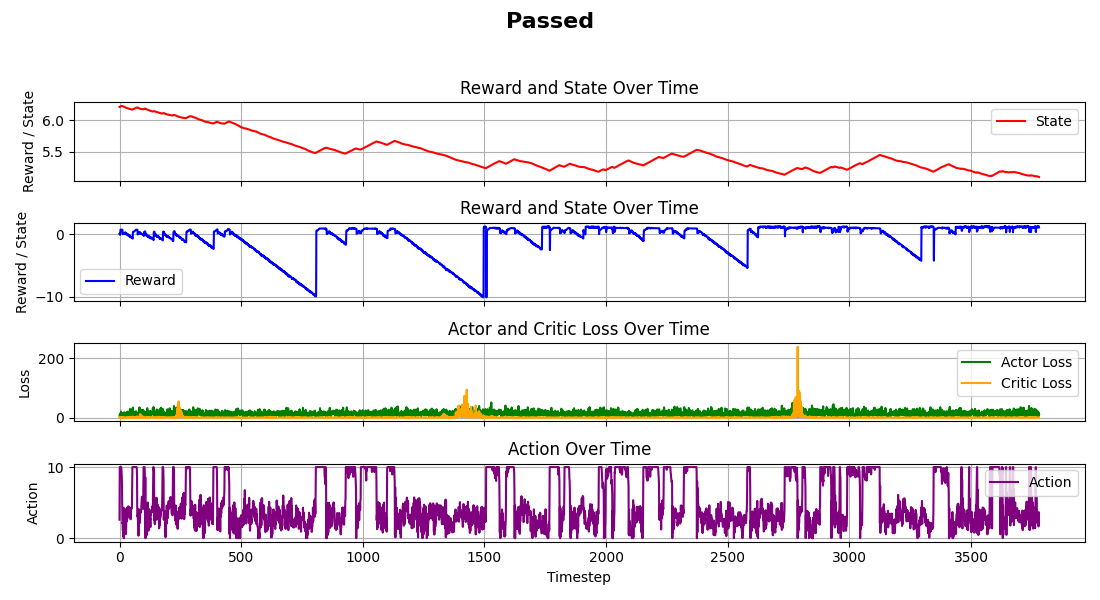 Passed
Reward and State Over Time
Reward / State
6.0
5.5
State
Reward and State Over Time
Reward / State
0
−10
Reward
Actor and Critic Loss Over Time
Loss
200
0
Actor Loss
Critic Loss
Action Over Time
Action
10
0
Action
0 500 1000 1500 2000 2500 3000 3500
Timestep